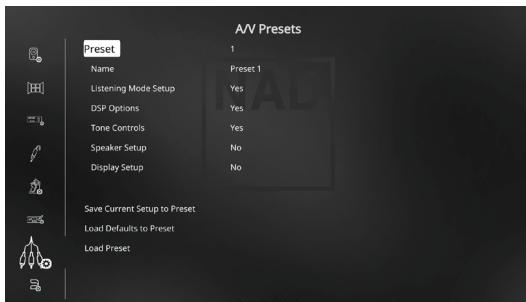 A/V Presets
Preset 1
Name Preset 1
Listening Mode Setup Yes
DSP Options Yes
Tone Controls Yes
Speaker Setup No
Display Setup No
Save Current Setup to Preset
Load Defaults to Preset
Load Preset
NAD